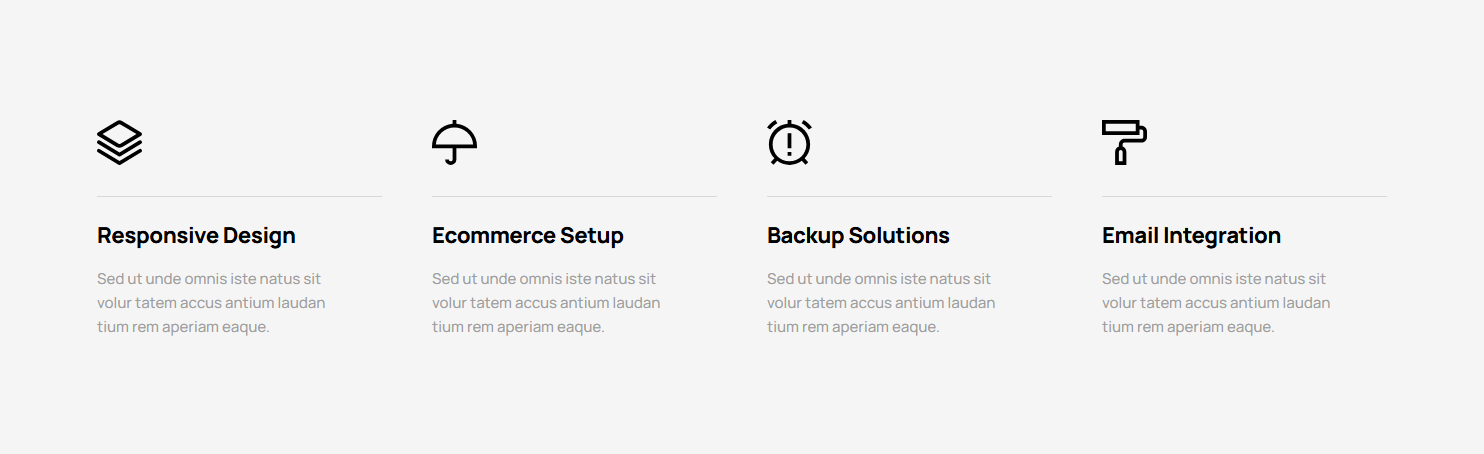 Responsive Design
Sed ut unde omnis iste natus sit
volur tatem accus antium laudan
tium rem aperiam eaque.
Ecommerce Setup
Sed ut unde omnis iste natus sit
volur tatem accus antium laudan
tium rem aperiam eaque.
Backup Solutions
Sed ut unde omnis iste natus sit
volur tatem accus antium laudan
tium rem aperiam eaque.
Email Integration
Sed ut unde omnis iste natus sit
volur tatem accus antium laudan
tium rem aperiam eaque.